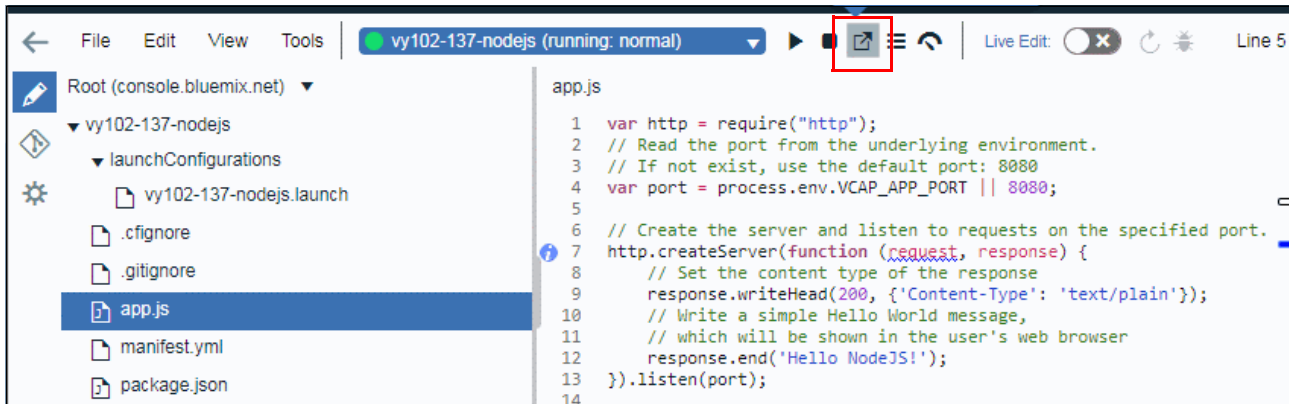 File Edit View Tools vy102-137-nodejs (running: normal) Live Edit: Line 5
Root (console.bluemix.net)
vy102-137-nodejs
launchConfigurations
vy102-137-nodejs.launch
.cfignore
.gitignore
app.js
manifest.yml
package.json
app.js
1 var http = require("http");
2 // Read the port from the underlying environment.
3 // If not exist, use the default port: 8080
4 var port = process.env.VCAP_APP_PORT || 8080;
5
6 // Create the server and listen to requests on the specified port.
7 http.createServer(function (request, response) {
8 // Set the content type of the response
9 response.writeHead(200, {'Content-Type': 'text/plain'});
10 // Write a simple Hello World message,
11 // which will be shown in the user's web browser
12 response.end('Hello NodeJS!');
13 }).listen(port);
14